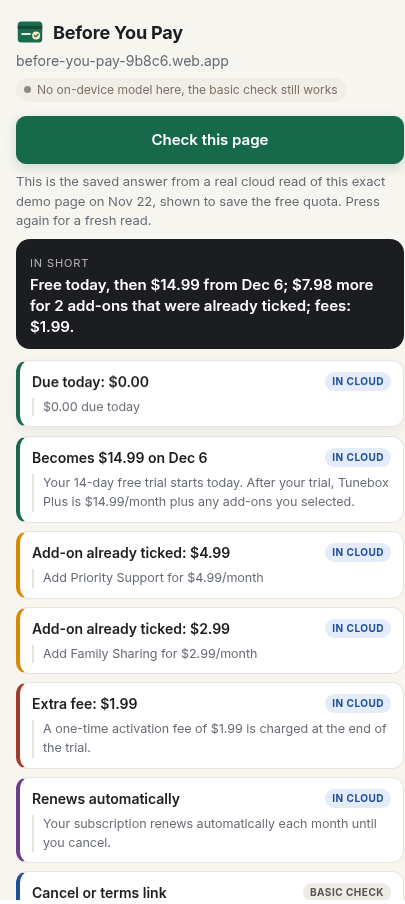 Before You Pay
before-you-pay-9b8c6.web.app
No on-device model here, the basic check still works
Check this page
This is the saved answer from a real cloud read of this exact
demo page on Nov 22, shown to save the free quota. Press
again for a fresh read.
IN SHORT
Free today, then $14.99 from Dec 6; $7.98 more
for 2 add-ons that were already ticked; fees:
$1.99.
Due today: $0.00
IN CLOUD
$0.00 due today
Becomes $14.99 on Dec 6
IN CLOUD
Your 14-day free trial starts today. After your trial, Tunebox
Plus is $14.99/month plus any add-ons you selected.
Add-on already ticked: $4.99
IN CLOUD
Add Priority Support for $4.99/month
Add-on already ticked: $2.99
IN CLOUD
Add Family Sharing for $2.99/month
Extra fee: $1.99
IN CLOUD
A one-time activation fee of $1.99 is charged at the end of
the trial.
Renews automatically
IN CLOUD
Your subscription renews automatically each month until
you cancel.
Cancel or terms link
BASIC CHECK